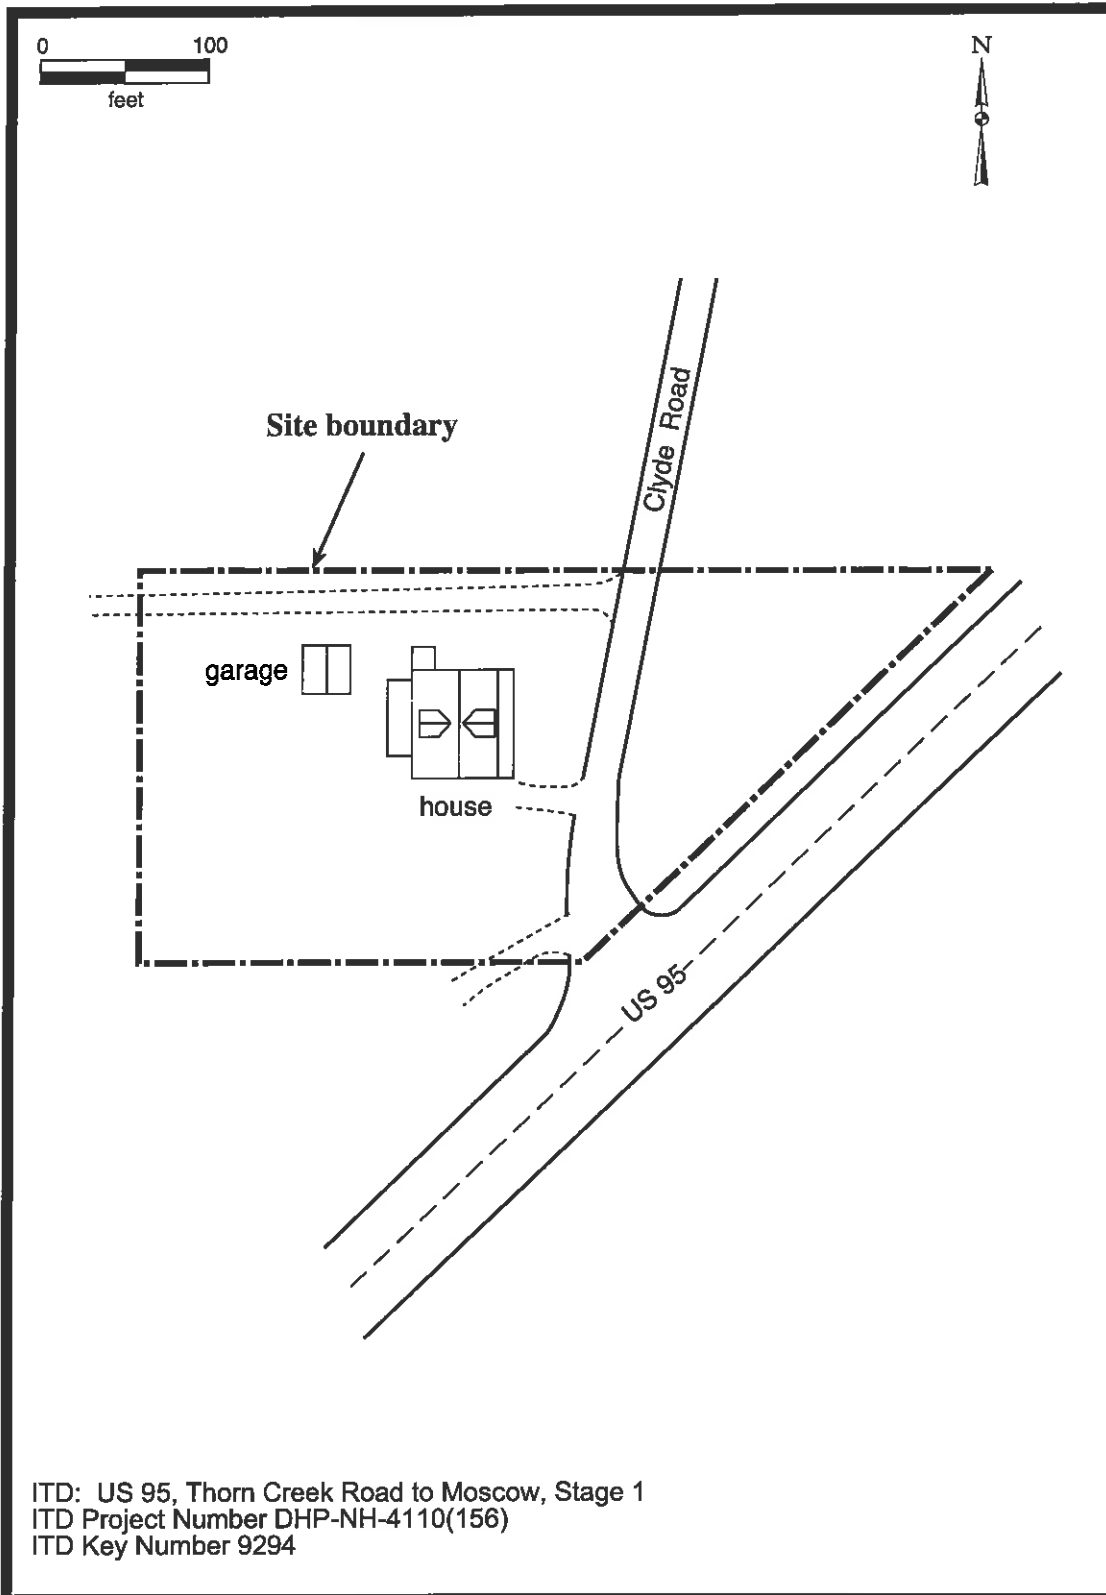 0 100
feet
N
Clyde Road
Site boundary
garage
house
US 95
ITD: US 95, Thorn Creek Road to Moscow, Stage 1
ITD Project Number DHP-NH-4110(156)
ITD Key Number 9294